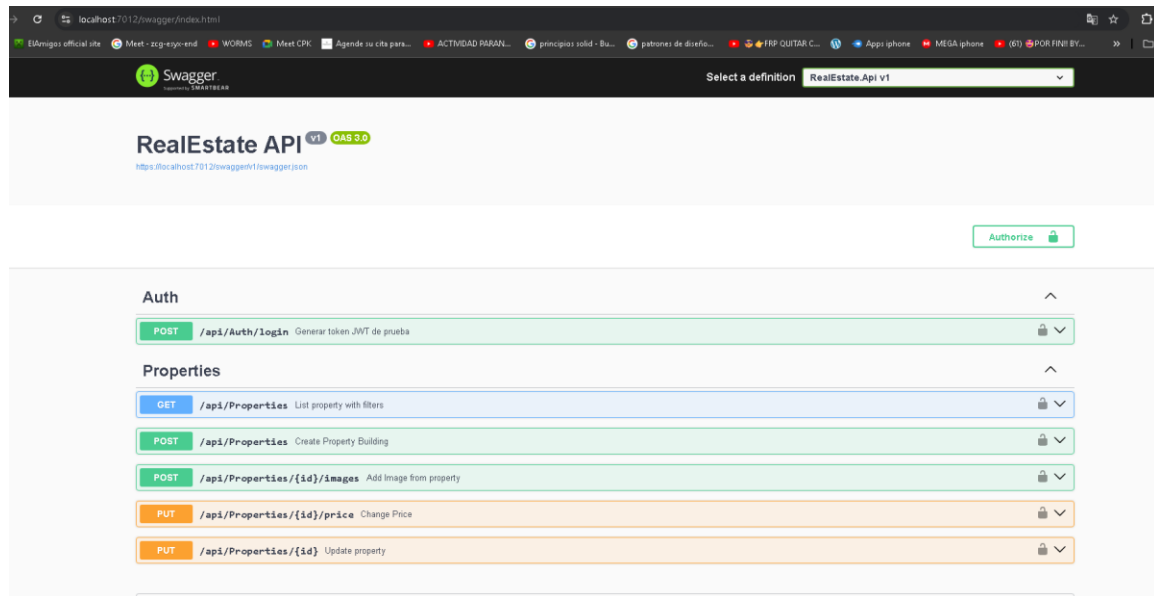 localhost:7012/swagger/index.html
ElAmigos official site Meet - zcg-ezyx-end WORMS Meet CPK Agende su cita para... ACTIVIDAD PARAN... principios solid - Bu... patrones de diseño... FRP QUITAR C... Apps iphone MEGA iphone (61) POR FIN!! BY... »
Swagger.
Supported by SMARTBEAR
Select a definition RealEstate.Api v1
RealEstate API v1 OAS 3.0
https://localhost:7012/swagger/v1/swagger.json
Authorize
Auth
POST /api/Auth/login Generar token JWT de prueba
Properties
GET /api/Properties List property with filters
POST /api/Properties Create Property Building
POST /api/Properties/{id}/images Add Image from property
PUT /api/Properties/{id}/price Change Price
PUT /api/Properties/{id} Update property